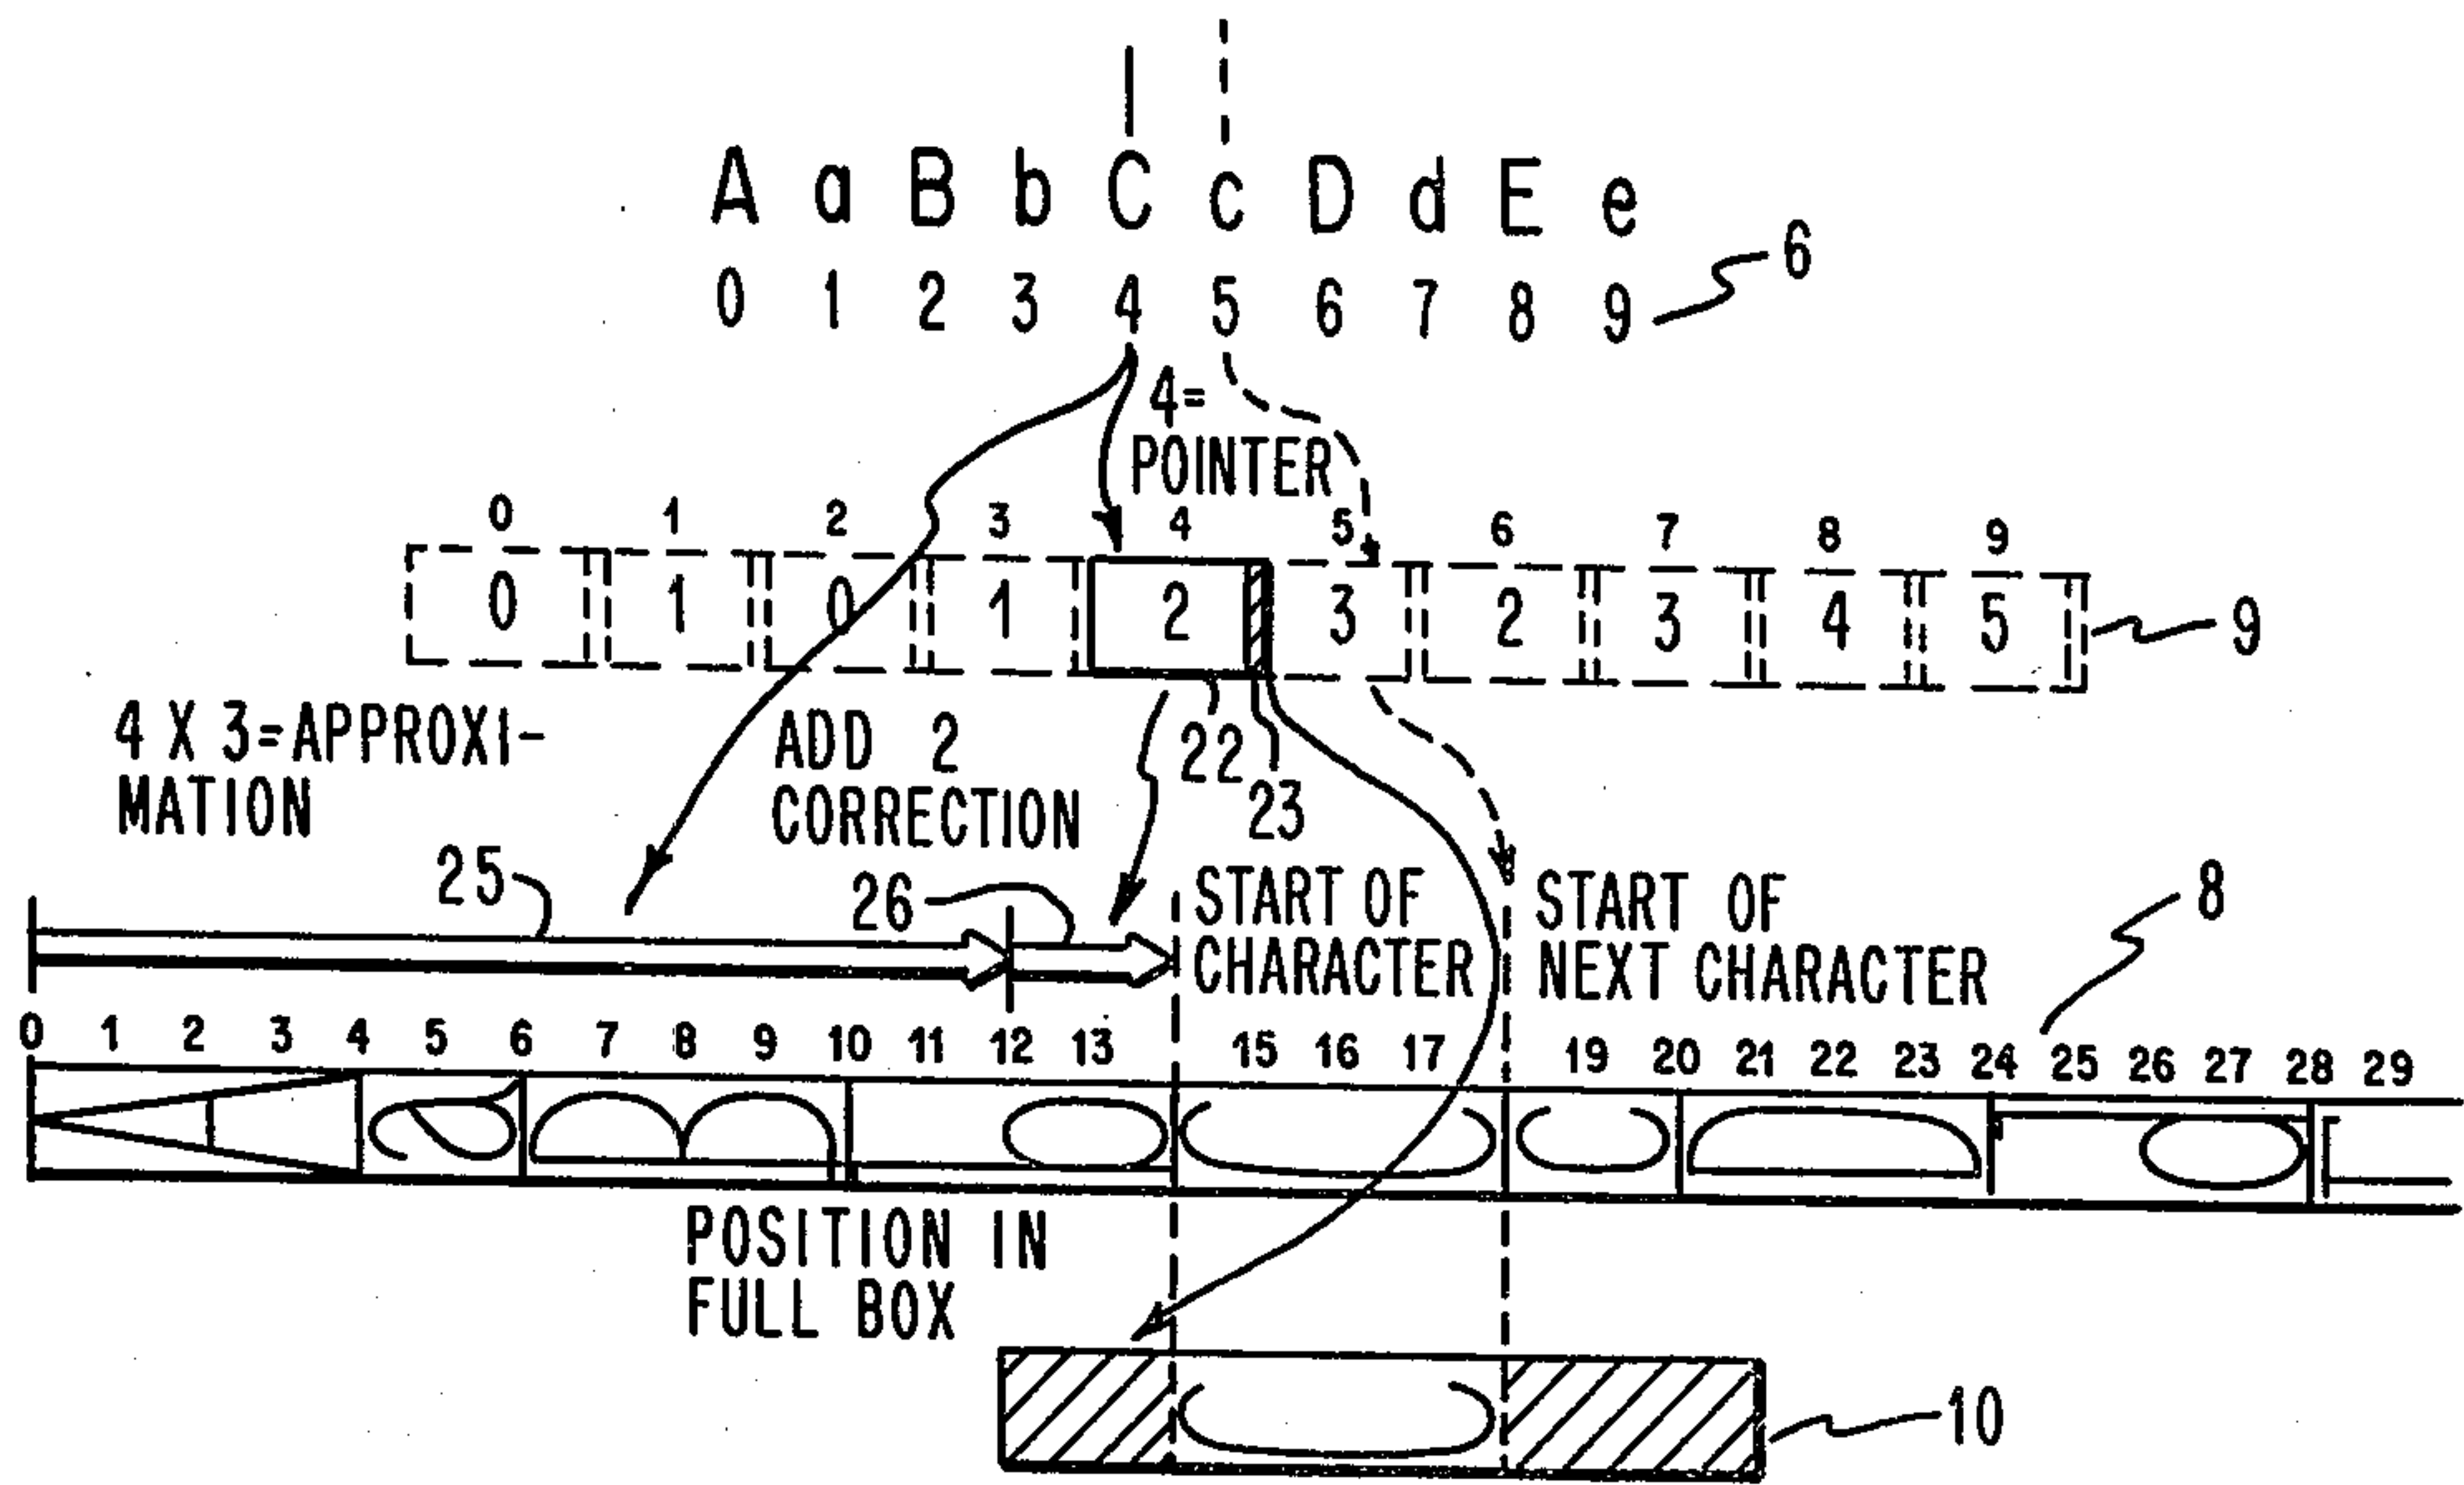 A a B b C c D d E e
0 1 2 3 4 5 6 7 8 9
6
4=
POINTER
0 1 2 3 4 5 6 7 8 9
0 1 0 1 2 3 2 3 4 5
9
4 X 3=APPROXI-
MATION
ADD 2
CORRECTION
22
23
25
26
START OF
CHARACTER
START OF
NEXT CHARACTER
8
0 1 2 3 4 5 6 7 8 9 10 11 12 13 15 16 17 19 20 21 22 23 24 25 26 27 28 29
POSITION IN
FULL BOX
10